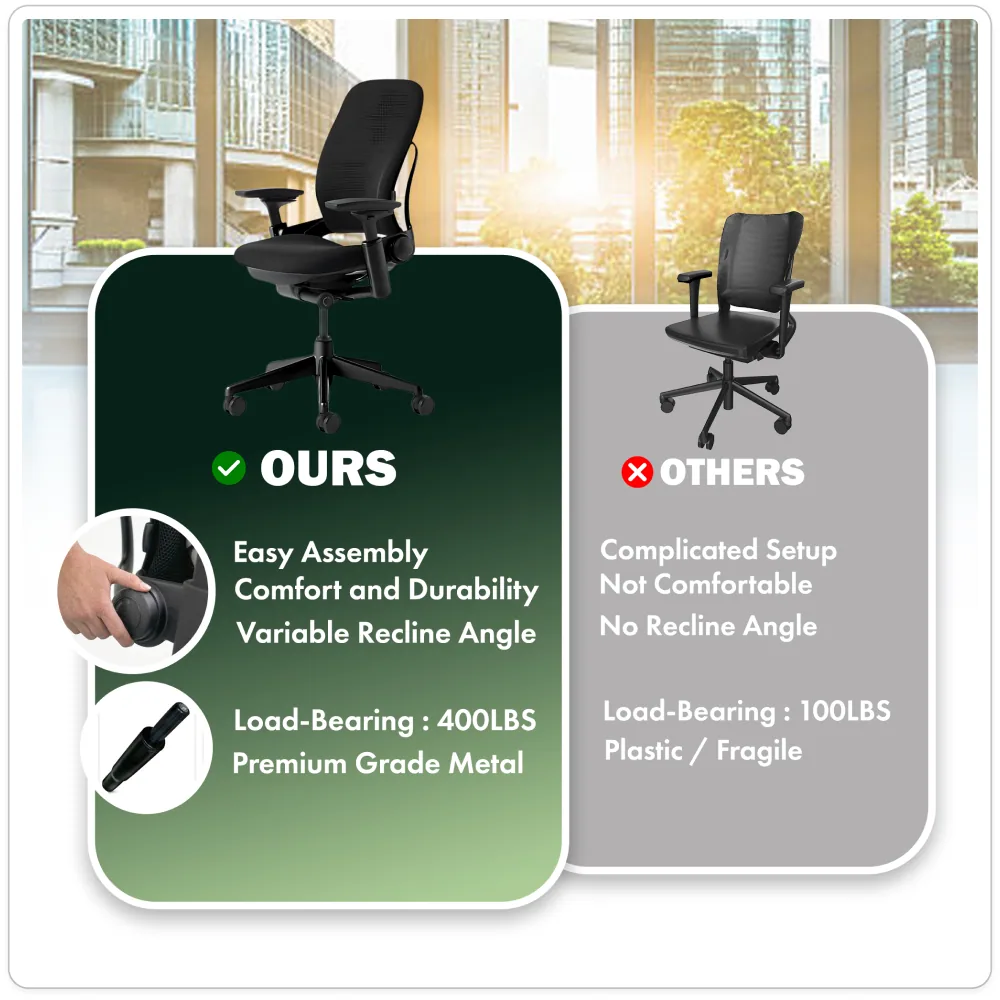 OURS
Easy Assembly
Comfort and Durability
Variable Recline Angle
Load-Bearing : 400LBS
Premium Grade Metal
OTHERS
Complicated Setup
Not Comfortable
No Recline Angle
Load-Bearing : 100LBS
Plastic / Fragile